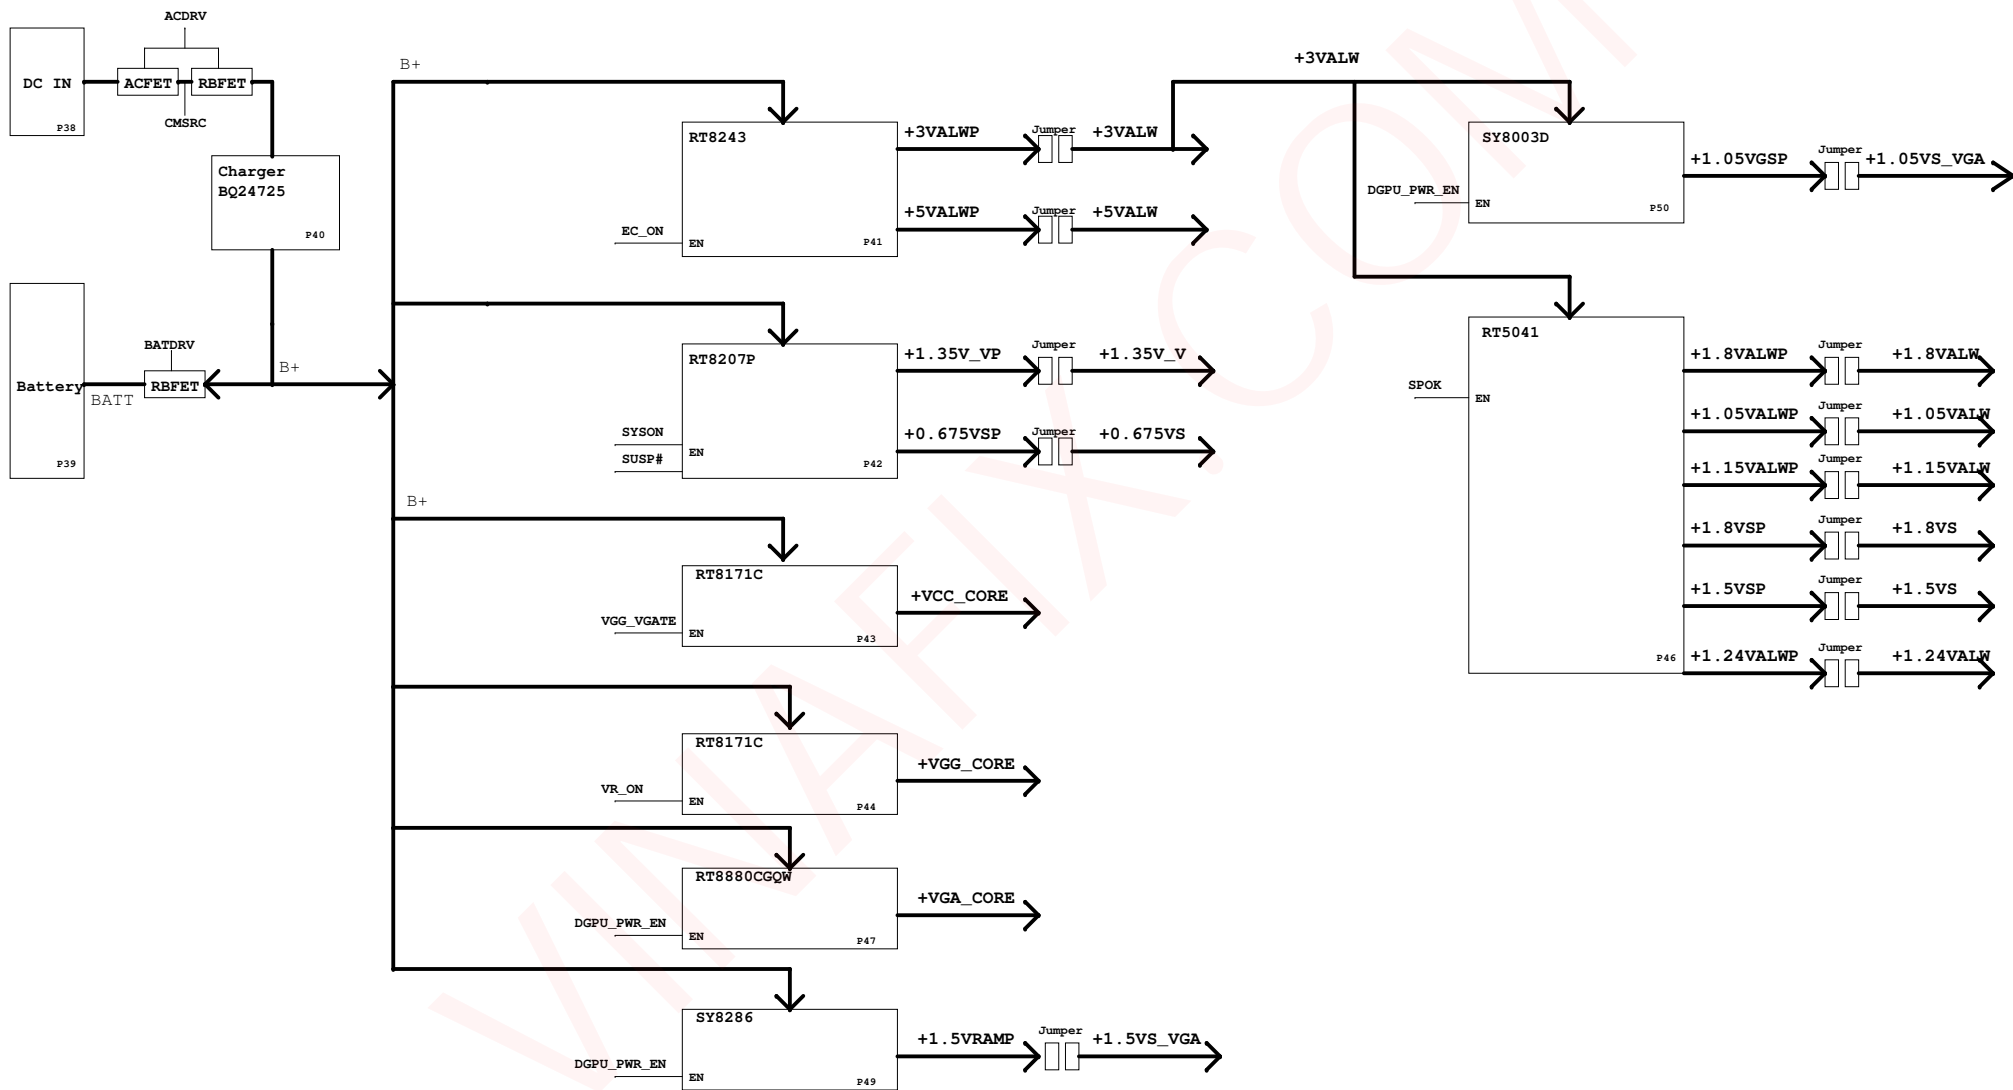 ACDRV
DC IN
ACFET
RBFET
P38
CMSRC
Charger
BQ24725
P40
Battery
BATT
BATDRV
RBFET
B+
P39
B+
RT8243
EC_ON
EN
P41
+3VALWP
Jumper
+3VALW
+5VALWP
Jumper
+5VALW
RT8207P
SYSON
EN
SUSP#
P42
+1.35V_VP
Jumper
+1.35V_V
+0.675VSP
Jumper
+0.675VS
B+
RT8171C
VGG_VGATE
EN
P43
+VCC_CORE
RT8171C
VR_ON
EN
P44
+VGG_CORE
RT8880CGQW
DGPU_PWR_EN
EN
P47
+VGA_CORE
SY8286
DGPU_PWR_EN
EN
P49
+1.5VRAMP
Jumper
+1.5VS_VGA
+3VALW
SY8003D
DGPU_PWR_EN
EN
P50
+1.05VGSP
Jumper
+1.05VS_VGA
RT5041
SPOK
EN
P46
+1.8VALWP
Jumper
+1.8VALW
+1.05VALWP
Jumper
+1.05VALW
+1.15VALWP
Jumper
+1.15VALW
+1.8VSP
Jumper
+1.8VS
+1.5VSP
Jumper
+1.5VS
+1.24VALWP
Jumper
+1.24VALW
VINAFIX.COM